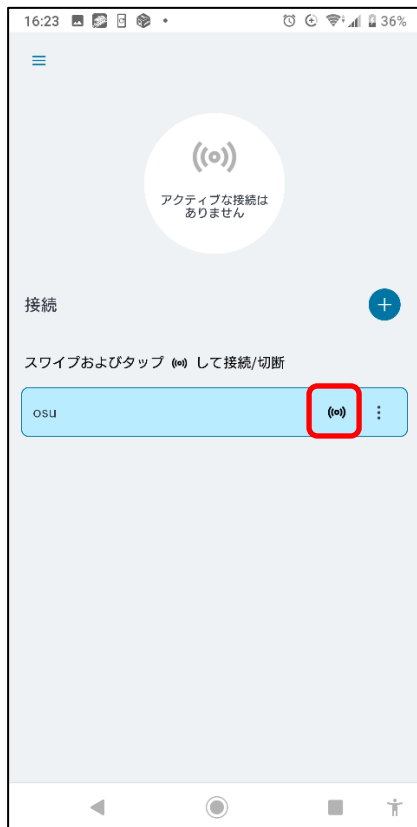 16:23 36%
アクティブな接続は
ありません
接続
スワイプおよびタップ して接続/切断
osu